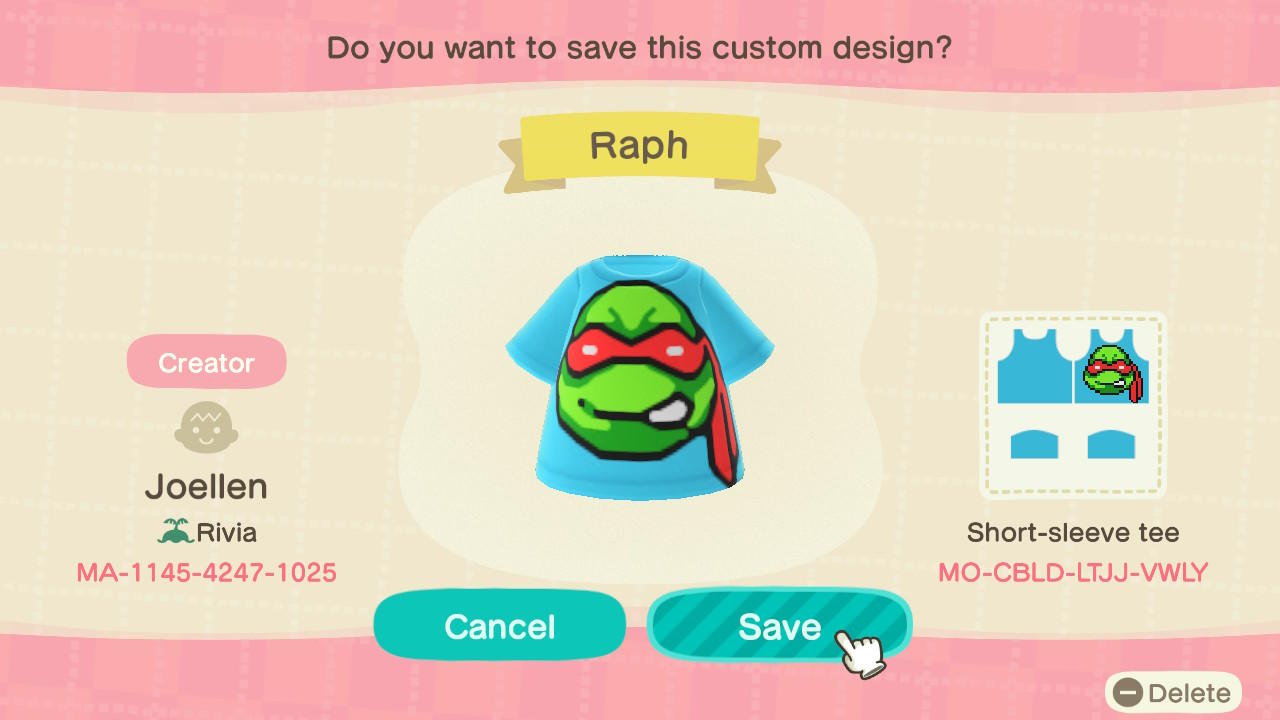 Do you want to save this custom design?
Raph
Creator
Joellen
Rivia
MA-1145-4247-1025
Short-sleeve tee
MO-CBLD-LTJJ-VWLY
Cancel
Save
Delete